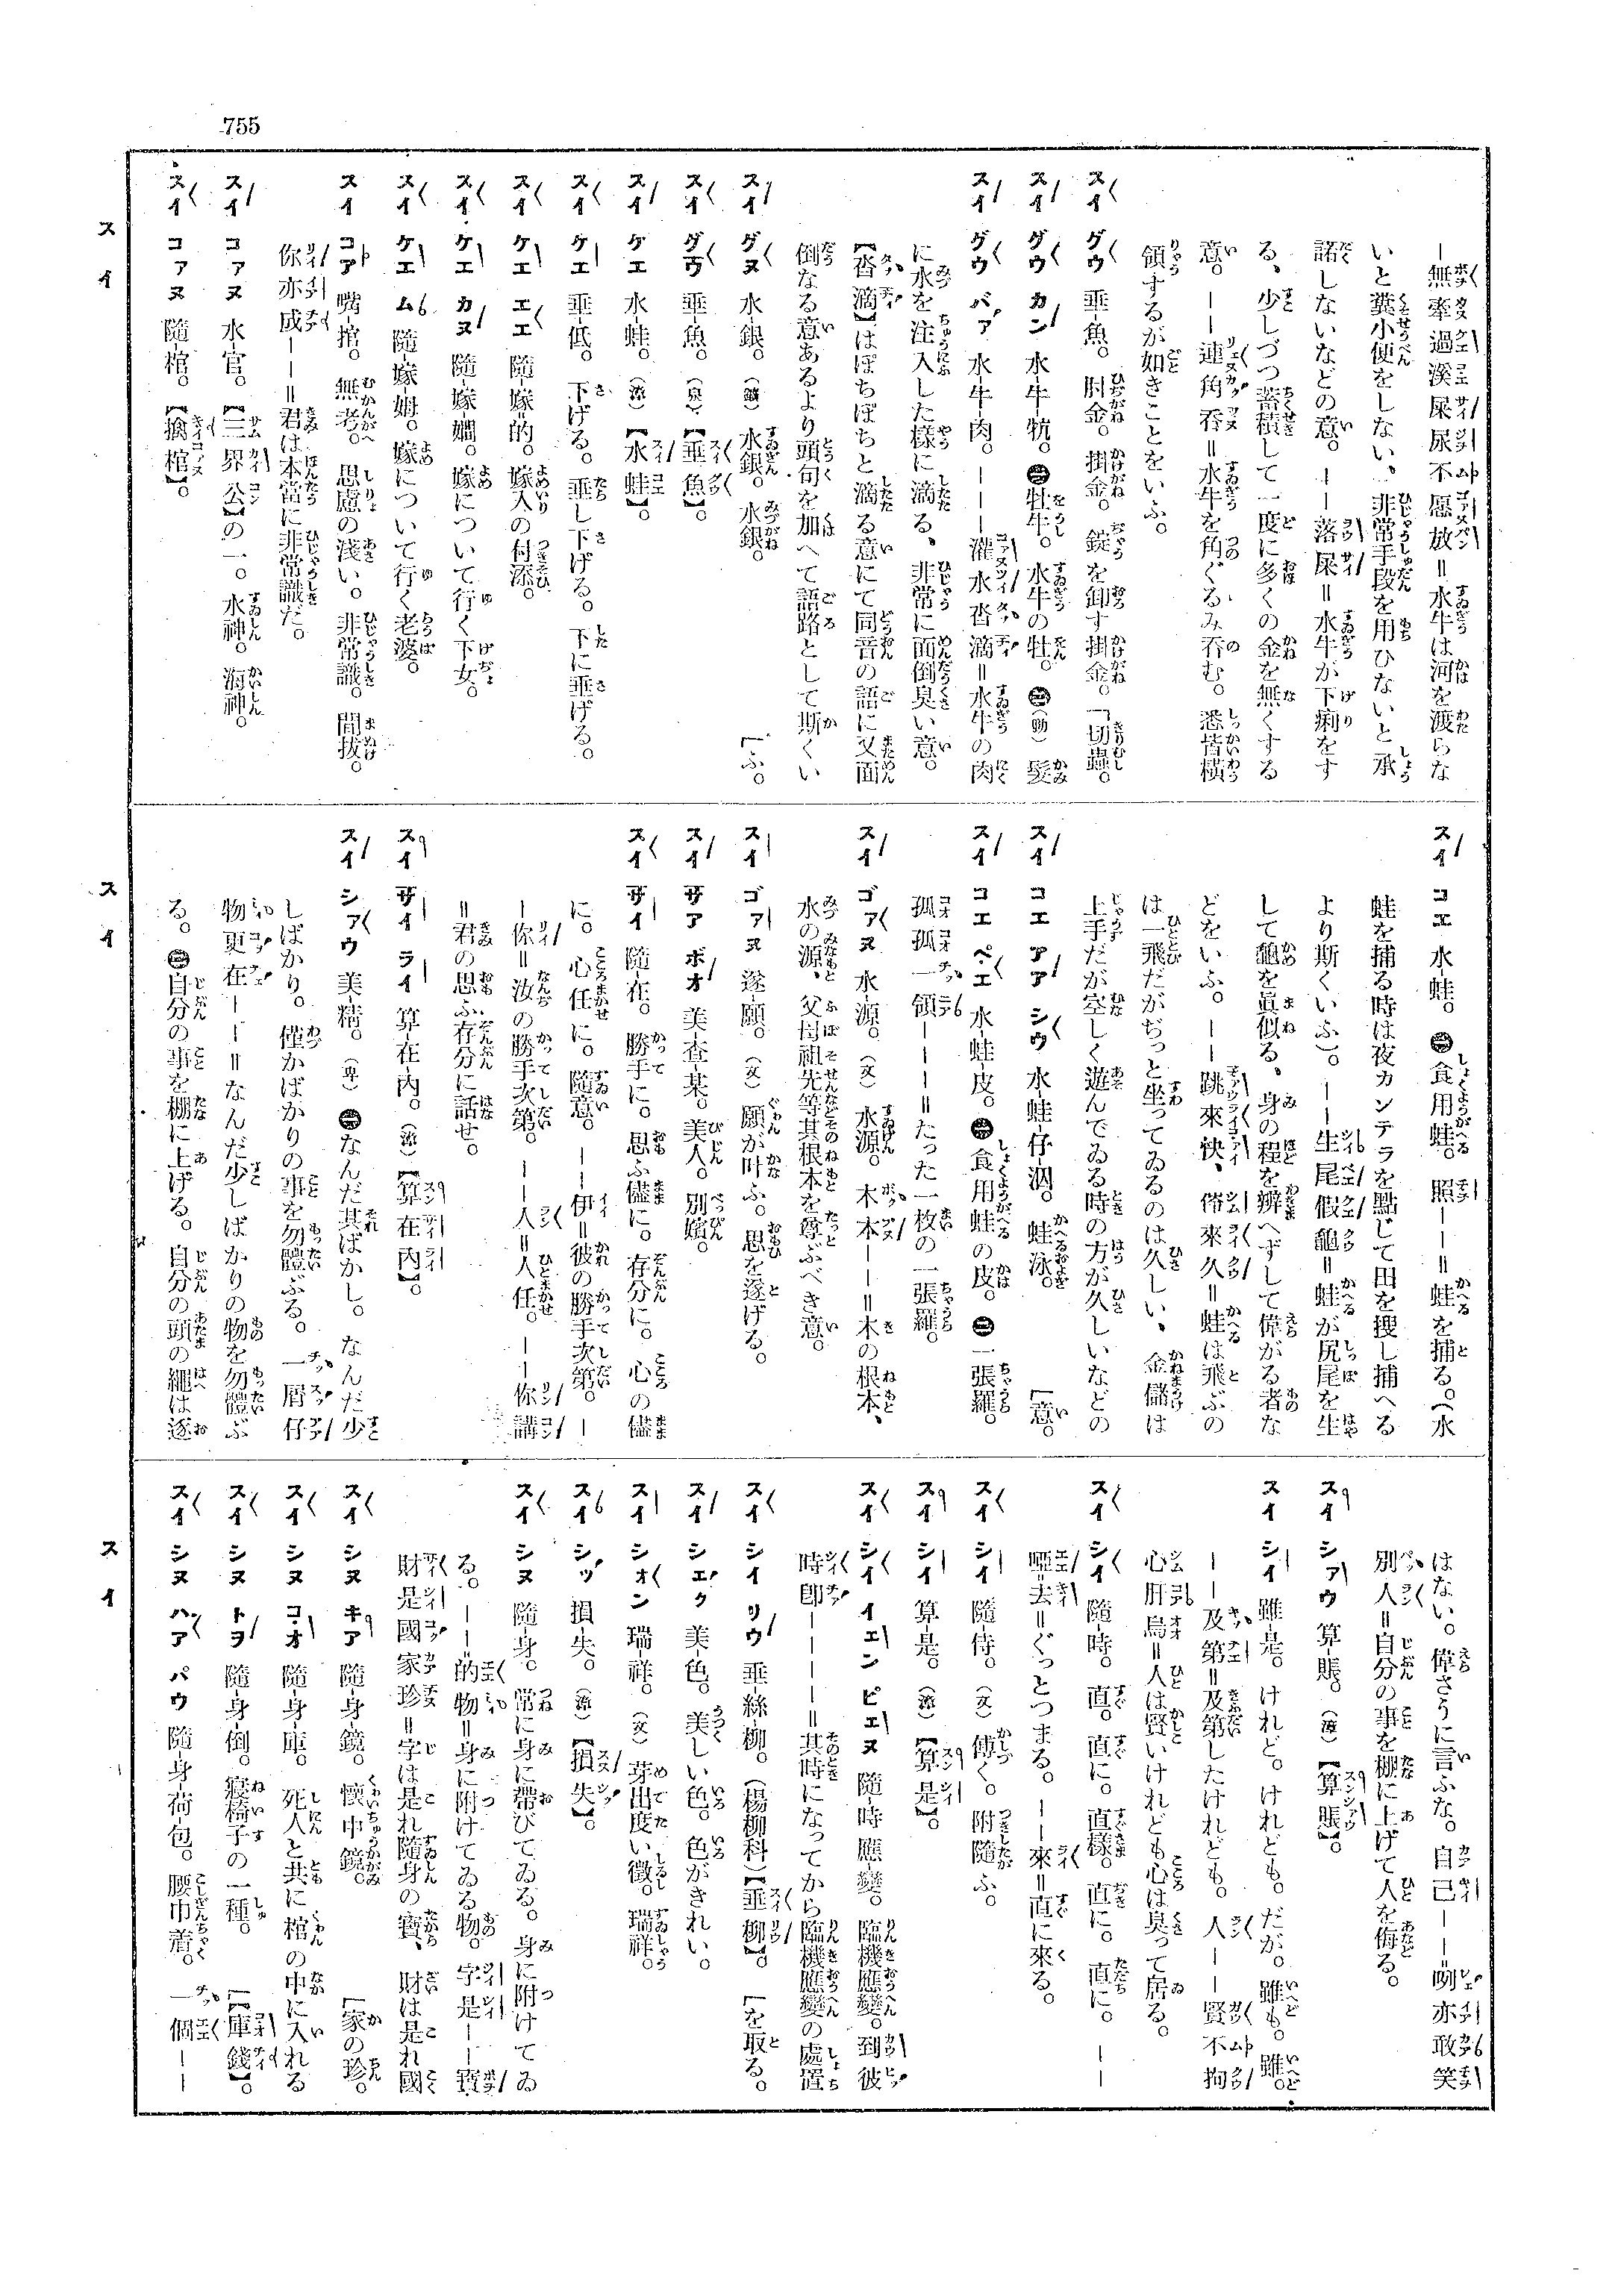 755
―無牽過溪屎尿不愿放＝水牛は河を渡らな
いと糞小便をしない、非常手段を用ひないと承
諾しないなどの意。――落屎＝水牛が下痢をす
る、少しづつ蓄積して一度に多くの金を無くする
意。――連角呑＝水牛を角ぐるみ呑む。悉皆横
領するが如きことをいふ。
スイ グウ 垂-魚。肘金。掛金。錠を卸す掛金。「切蟲。
スイ グウ カン 水-牛-牨。㊀牡牛。水牛の牡。㊁（動）髮
スイ グウ バァ 水-牛-肉。―――灌水沓滴＝水牛の肉
に水を注入した樣に滴る、非常に面倒臭い意。
【沓滴】はぽちぽちと滴る意にて同音の語に又面
倒なる意あるより頭句を加へて語路として斯くい
スイ グヌ 水-銀。（鑛）水銀。水銀。 ［ふ。
スイ グウ 垂-魚。（泉）【垂魚】。
スイ ケエ 水-蛙。（漳）【水蛙】。
スイ ケエ 垂-低。下げる。垂し下げる。下に垂げる。
スイ ケエ エエ 隨-嫁-的。嫁入の付添。
スイ ケエ カヌ 隨-嫁-嫺。嫁について行く下女。
スイ ケエ ム 隨-嫁-姆。嫁について行く老婆。
スイ コア 嘴-捾。無老。思慮の淺い。非常識。間拔。
你亦成――＝君は本當に非常識だ。
スイ コァヌ 水-官。【三界公】の一。水神。海神。
スイ コァヌ 隨-棺。【擒棺】。
スイ コエ 水-蛙。㊀食用蛙。照――＝蛙を捕る。（水
蛙を捕る時は夜カンテラを點じて田を搜し捕へる
より斯くいふ）。――生尾假龜＝蛙が尻尾を生
して龜を眞似る、身の程を辨へずして偉がる者な
どをいふ。――跳來快、偝來久＝蛙は飛ぶの
は一飛だがぢっと坐ってゐるのは久しい、金儲は
上手だが空しく遊んでゐる時の方が久しいなどの
スイ コエ アア シウ 水-蛙-仔-泅。蛙泳。 ［意。
スイ コエ ペエ 水-蛙-皮。㊀食用蛙の皮。㊁一張羅。
孤孤一領―――＝たった一枚の一張羅。
スイ ゴァヌ 水-源。（文）水源。木本――＝木の根本、
水の源、父母祖先等其根本を尊ぶべき意。
スイ ゴァヌ 遂-願。（文）願が叶ふ。思を遂げる。
スイ サア ボオ 美-査-某。美人。別嬪。
スイ サイ 隨-在。勝手に。思ふ儘に。存分に。心の儘
に。心任に。隨意。――伊＝彼の勝手次第。―
―你＝汝の勝手次第。――人＝人任。――你講
＝君の思ふ存分に話せ。
スイ サイ ライ 算-在-內。（漳）【算在內】。
スイ シァウ 美-精。（卑）㊀なんだ其ばかし。なんだ少
しばかり。僅かばかりの事を勿體ぶる。一屑仔
物更在――＝なんだ少しばかりの物を勿體ぶ
る。㊁自分の事を棚に上げる。自分の頭の繩は逐
はない。偉さうに言ふな。自己――咧亦敢笑
別人＝自分の事を棚に上げて人を侮る。
スイ シァウ 算-賬。（漳）【算賬】。
スイ シイ 雖-是。けれど。けれども。だが。雖も。雖。
――及第＝及第したけれども。人――賢不拘
心肝烏＝人は賢いけれども心は臭って居る。
スイ シイ 隨-時。直。直に。直樣。直に。直に。――
啞去＝ぐっとつまる。――來＝直に來る。
スイ シイ 隨-侍。（文）傅く。附隨ふ。
スイ シイ 算-是。（漳）【算是】。
スイ シイ イェン ピェヌ 隨-時 應-變。臨機應變。到彼
時卽――――＝其時になってから臨機應變の處置
スイ シイ リウ 垂-絲-柳。（楊柳科）【垂柳】。 ［を取る。
スイ シェク 美-色。美しい色。色がきれい。
スイ シォン 瑞-祥。（文）芽出度い徴。瑞祥。
スイ シッ 損-失。（漳）【損失】。
スイ シヌ 隨-身。常に身に帶びてゐる。身に附けてゐ
る。――的物＝身に附けてゐる物。字是――寶
財是國家珍＝字は是れ隨身の寶、財は是れ國
スイ シヌ キァ 隨-身-鏡。懷中鏡。 ［家の珍。
スイ シヌ コオ 隨-身-庫。死人と共に棺の中に入れる
スイ シヌ トヲ 隨-身-倒。寢椅子の一種。 ［【庫錢】。
スイ シヌ ハア パウ 隨-身-荷-包。腰巾着。一個――
スイ
スイ
スイ